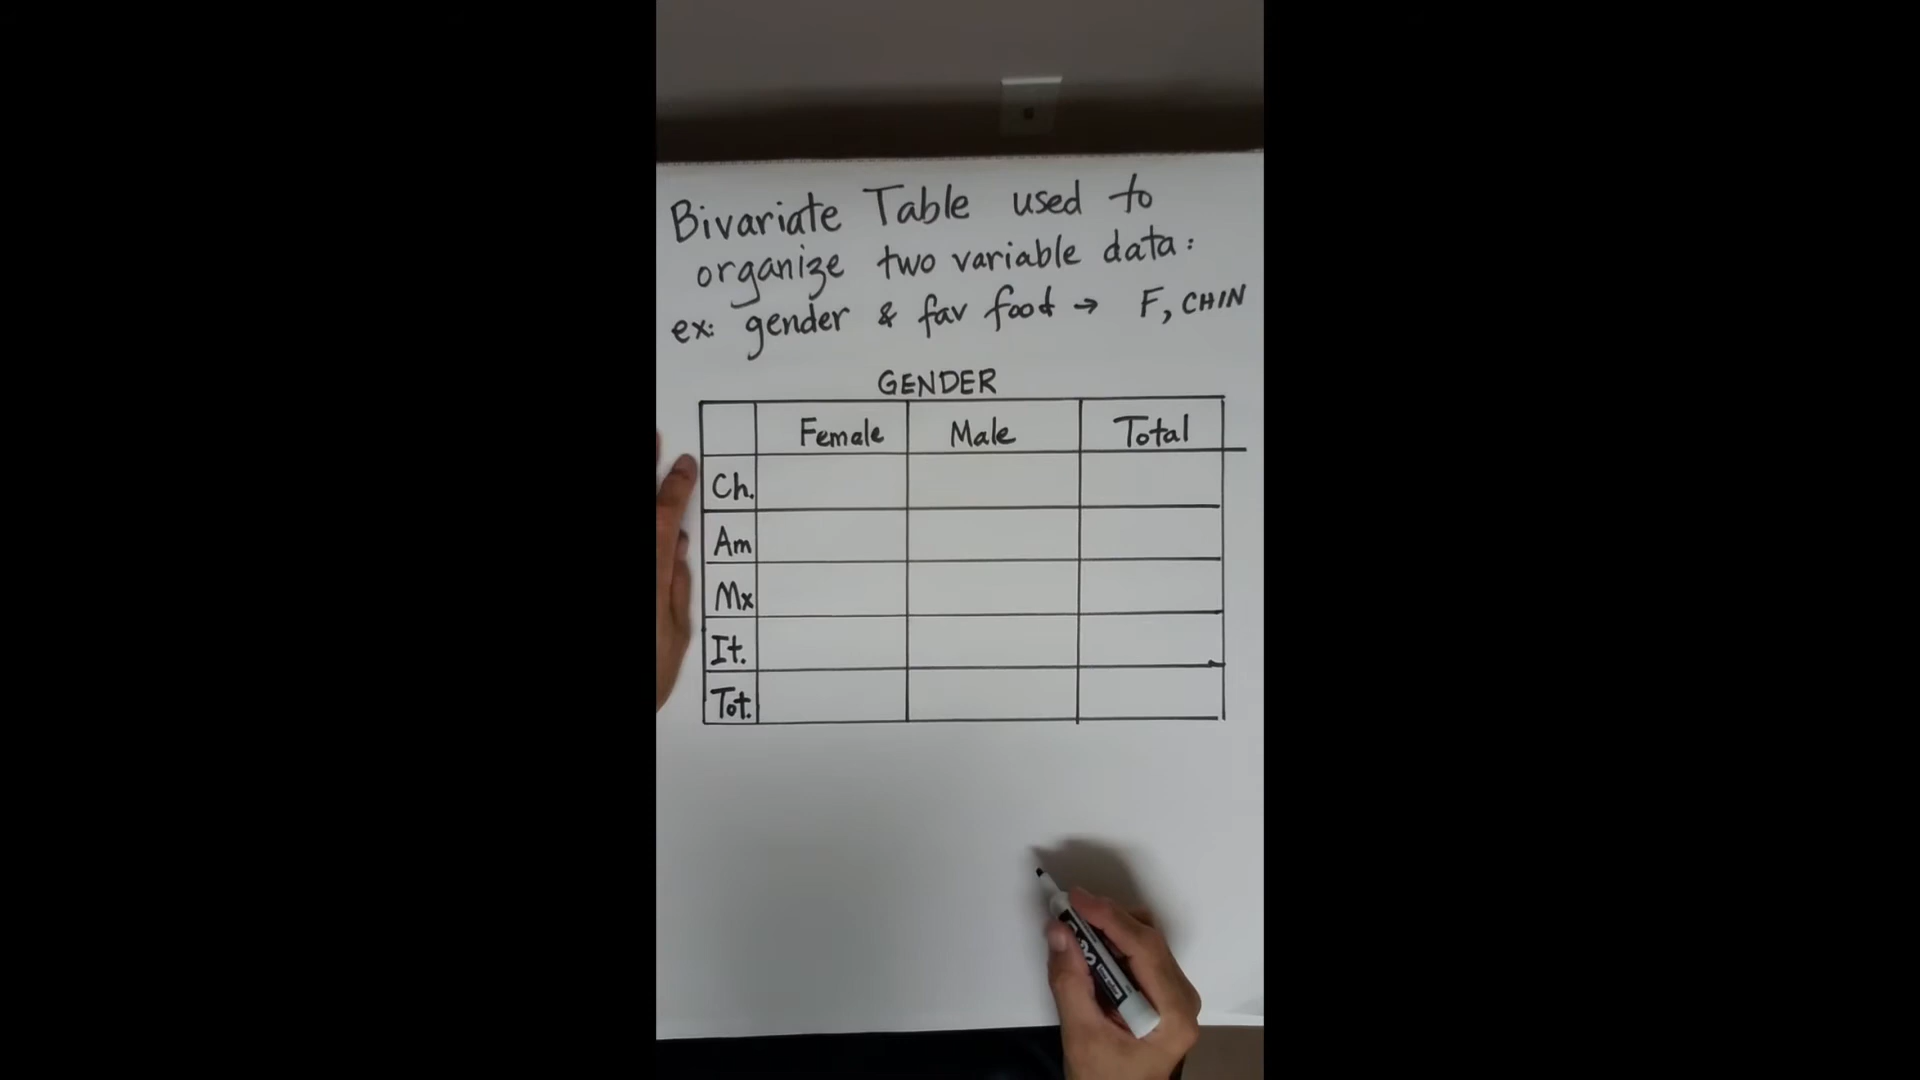 Bivariate Table used to
organize two variable data:
ex: gender & fav food → F, CHIN
GENDER
Female Male Total
Ch.
Am
Mx
It.
Tot.
EXPO